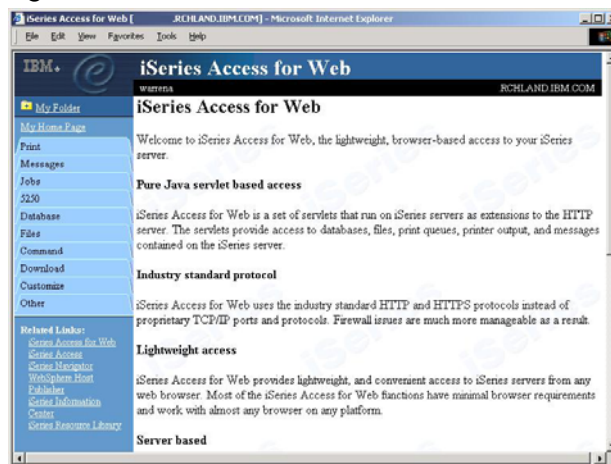 iSeries Access for Web [ .RCHLAND.IBM.COM] - Microsoft Internet Explorer
File Edit View Favorites Tools Help
IBM.
iSeries Access for Web
warrena RCHLAND.IBM.COM
My Folder
My Home Page
Print
Messages
Jobs
5250
Database
Files
Command
Download
Customize
Other
Related Links:
iSeries Access for Web
iSeries Access
iSeries Navigator
WebSphere Host
Publisher
iSeries Information
Center
iSeries Resource Library
iSeries Access for Web
Welcome to iSeries Access for Web, the lightweight, browser-based access to your iSeries
server.
Pure Java servlet based access
iSeries Access for Web is a set of servlets that run on iSeries servers as extensions to the HTTP
server. The servlets provide access to databases, files, print queues, printer output, and messages
contained on the iSeries server.
Industry standard protocol
iSeries Access for Web uses the industry standard HTTP and HTTPS protocols instead of
proprietary TCP/IP ports and protocols. Firewall issues are much more manageable as a result.
Lightweight access
iSeries Access for Web provides lightweight, and convenient access to iSeries servers from any
web browser. Most of the iSeries Access for Web functions have minimal browser requirements
and work with almost any browser on any platform.
Server based